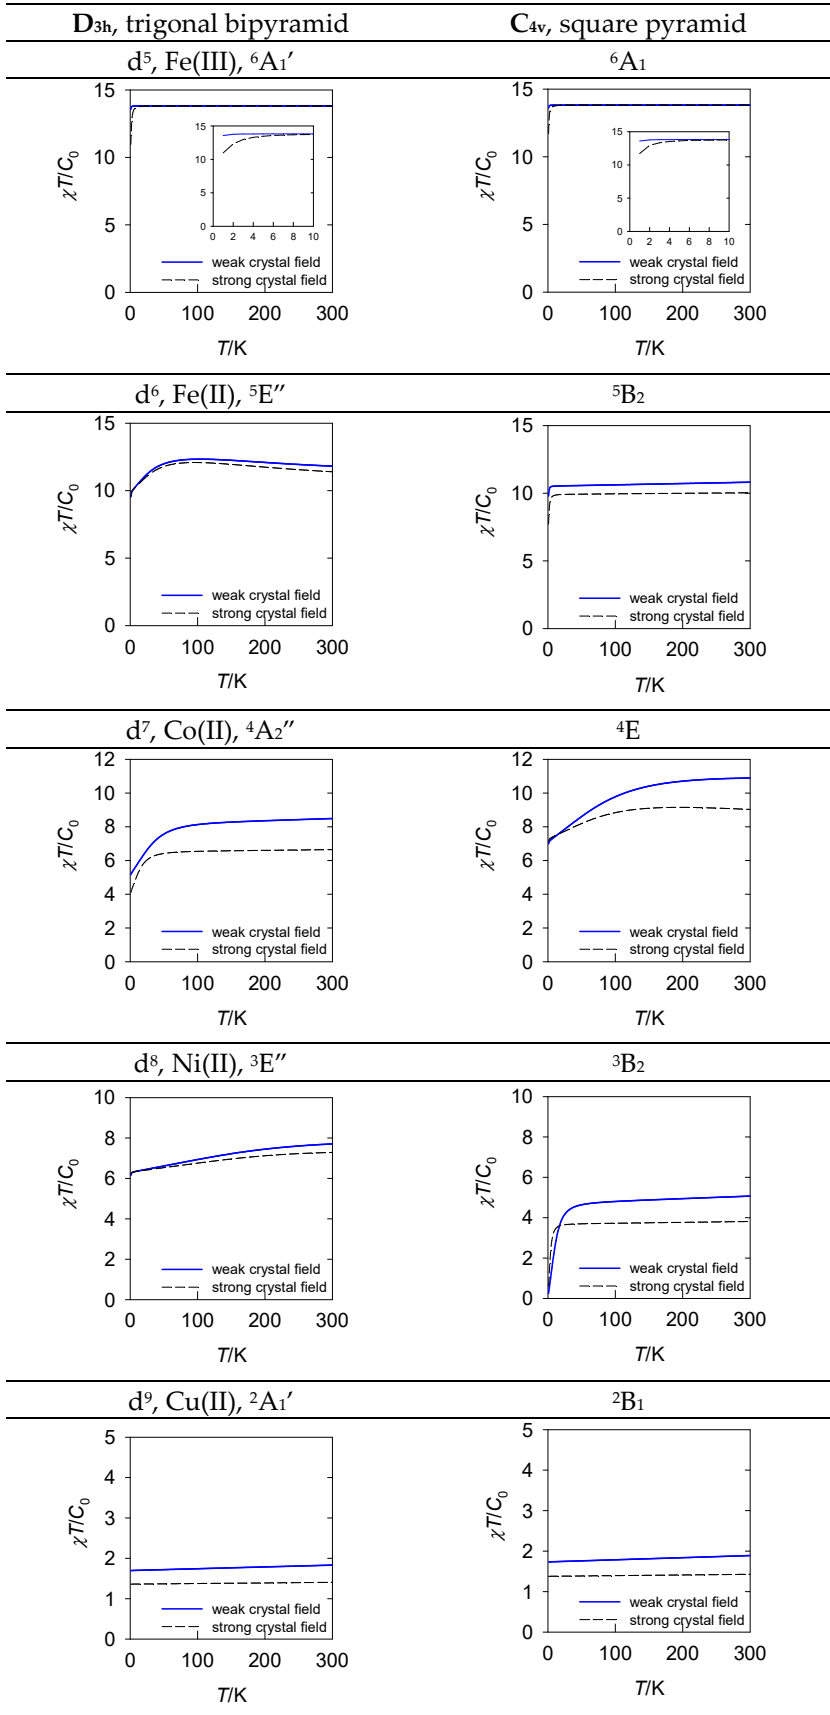 D3h, trigonal bipyramid
C4v, square pyramid
d5, Fe(III), 6A1′
6A1
15
10
5
0
χT/C0
15
10
5
0
0 2 4 6 8 10
weak crystal field
strong crystal field
0 100 200 300
T/K
15
10
5
0
χT/C0
15
10
5
0
0 2 4 6 8 10
weak crystal field
strong crystal field
0 100 200 300
T/K
d6, Fe(II), 5E″
5B2
15
10
5
0
χT/C0
weak crystal field
strong crystal field
0 100 200 300
T/K
15
10
5
0
χT/C0
weak crystal field
strong crystal field
0 100 200 300
T/K
d7, Co(II), 4A2″
4E
12
10
8
6
4
2
0
χT/C0
weak crystal field
strong crystal field
0 100 200 300
T/K
12
10
8
6
4
2
0
χT/C0
weak crystal field
strong crystal field
0 100 200 300
T/K
d8, Ni(II), 3E″
3B2
10
8
6
4
2
0
χT/C0
weak crystal field
strong crystal field
0 100 200 300
T/K
10
8
6
4
2
0
χT/C0
weak crystal field
strong crystal field
0 100 200 300
T/K
d9, Cu(II), 2A1′
2B1
5
4
3
2
1
0
χT/C0
weak crystal field
strong crystal field
0 100 200 300
T/K
5
4
3
2
1
0
χT/C0
weak crystal field
strong crystal field
0 100 200 300
T/K